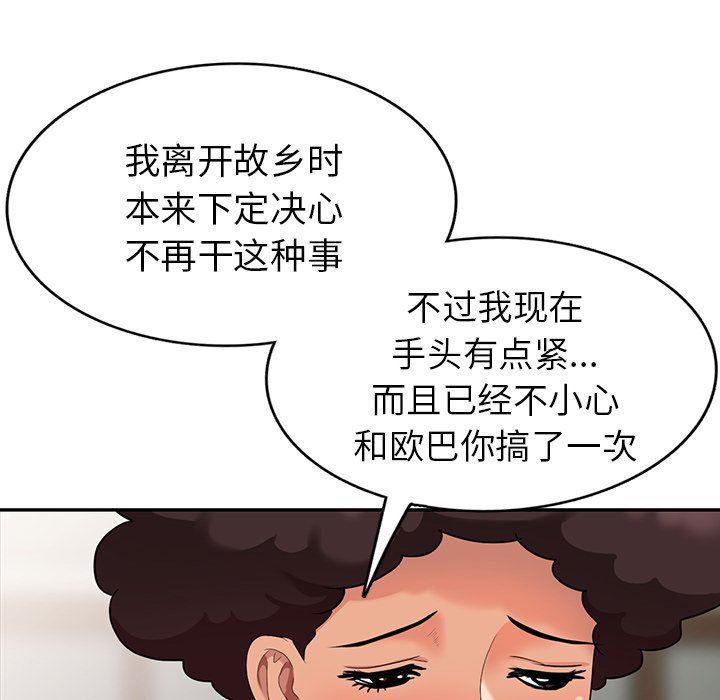 我离开故乡时
本来下定决心
不再干这种事
不过我现在
手头有点紧...
而且已经不小心
和欧巴你搞了一次